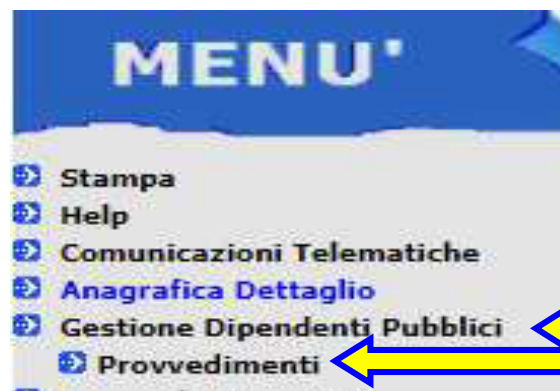 MENU'
Stampa
Help
Comunicazioni Telematiche
Anagrafica Dettaglio
Gestione Dipendenti Pubblici
Provvedimenti